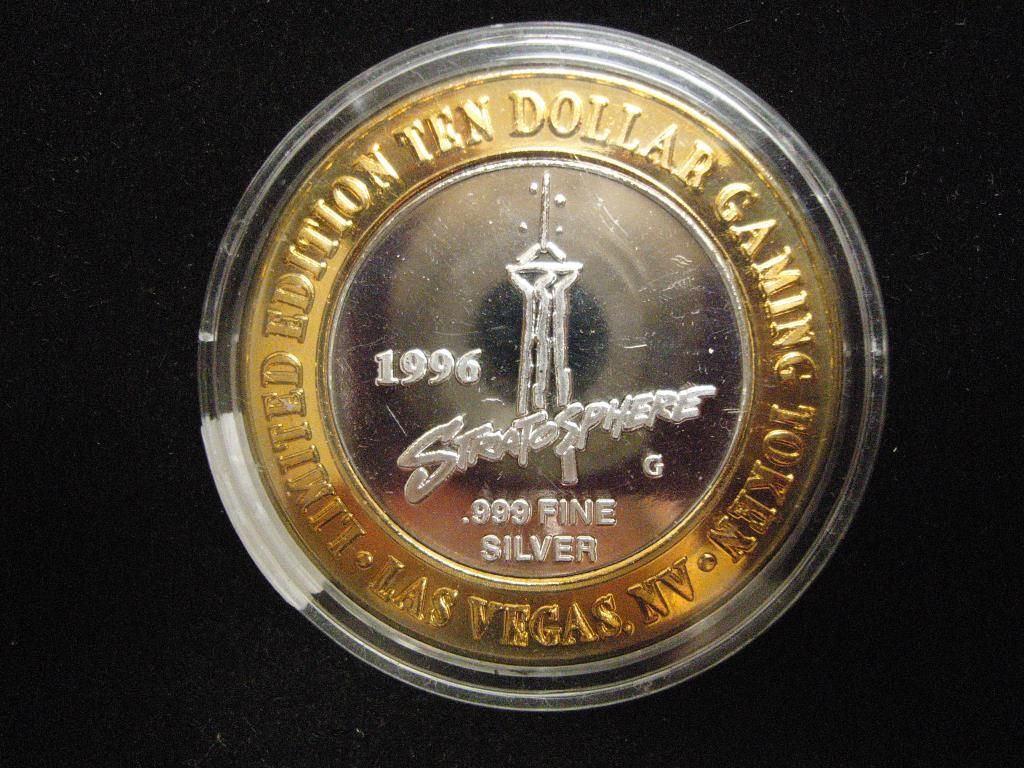 LIMITED EDITION TEN DOLLAR GAMING TOKEN
• LAS VEGAS, NV •
1996
STRATOSPHERE
G
.999 FINE
SILVER